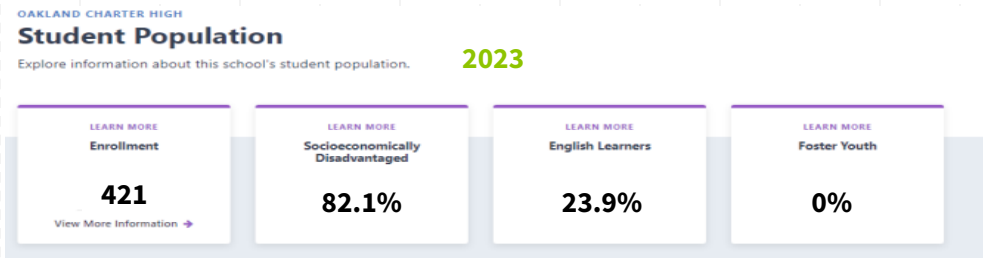 OAKLAND CHARTER HIGH
Student Population
Explore information about this school's student population.
2023
LEARN MORE
Enrollment
421
View More Information →
LEARN MORE
Socioeconomically
Disadvantaged
82.1%
LEARN MORE
English Learners
23.9%
LEARN MORE
Foster Youth
0%